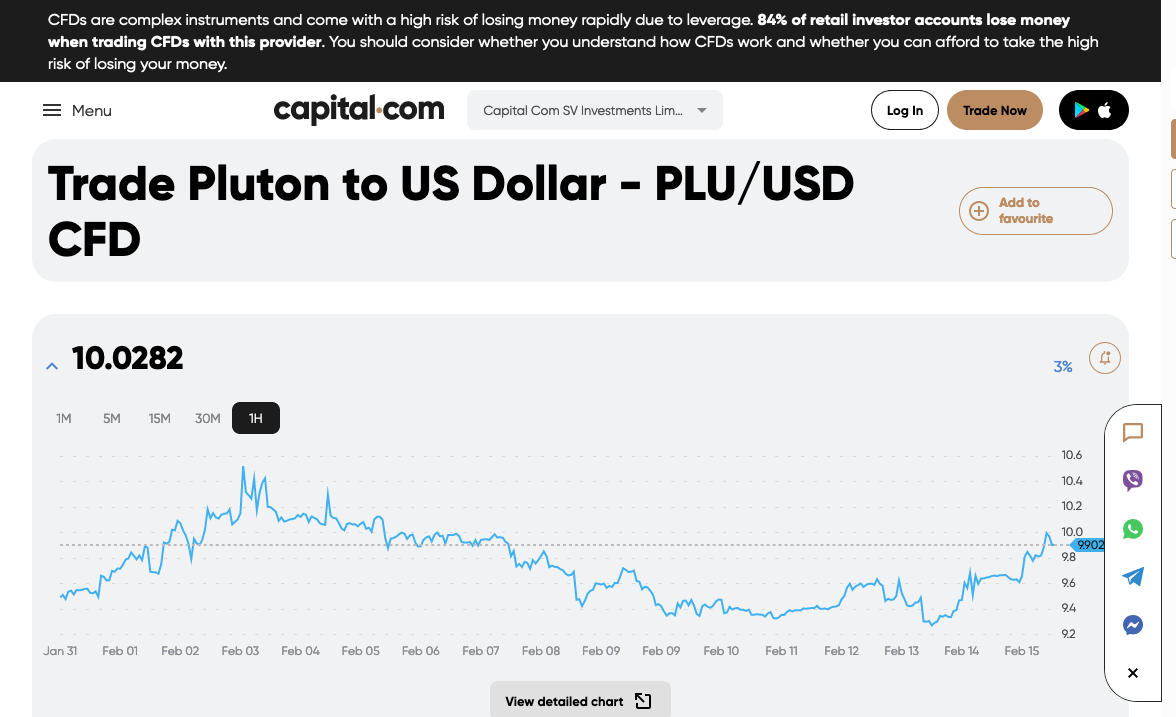 CFDs are complex instruments and come with a high risk of losing money rapidly due to leverage. 84% of retail investor accounts lose money
when trading CFDs with this provider. You should consider whether you understand how CFDs work and whether you can afford to take the high
risk of losing your money.
Menu
capital.com
Capital Com SV Investments Lim...
Log In
Trade Now
Trade Pluton to US Dollar - PLU/USD
CFD
Add to
favourite
10.0282
3%
1M 5M 15M 30M 1H
10.6
10.4
10.2
10.0
9.902
9.8
9.6
9.4
9.2
Jan 31 Feb 01 Feb 02 Feb 03 Feb 04 Feb 05 Feb 06 Feb 07 Feb 08 Feb 09 Feb 09 Feb 10 Feb 11 Feb 12 Feb 13 Feb 14 Feb 15
View detailed chart